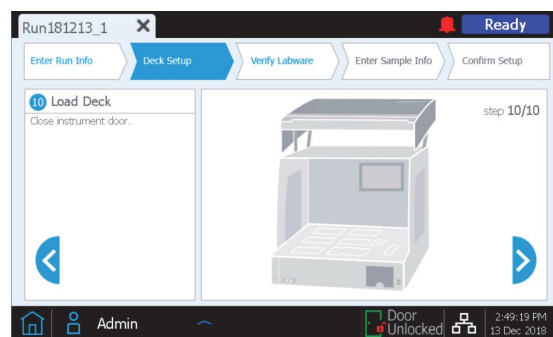 Run181213_1
Ready
Enter Run Info
Deck Setup
Verify Labware
Enter Sample Info
Confirm Setup
10 Load Deck
Close instrument door.
step 10/10
Admin
Door
Unlocked
2:49:19 PM
13 Dec 2018